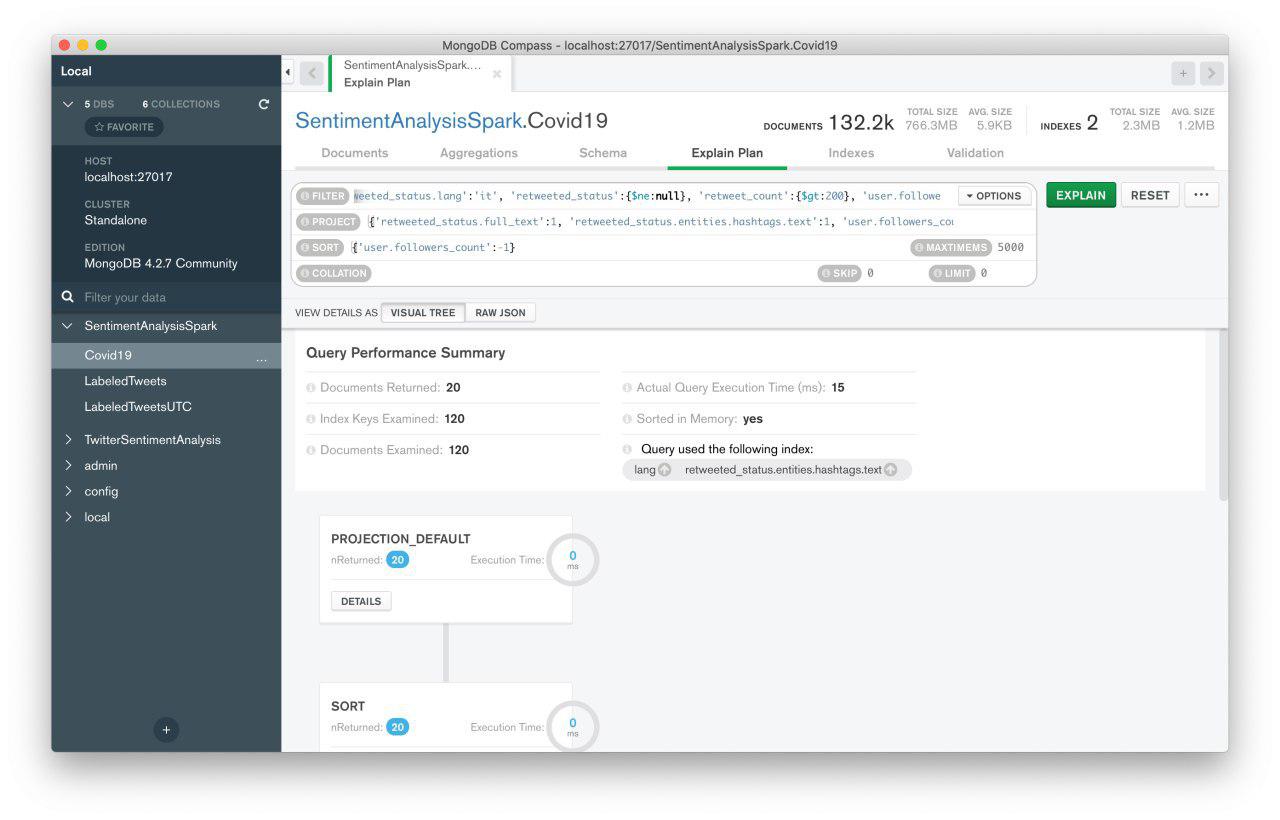 MongoDB Compass - localhost:27017/SentimentAnalysisSpark.Covid19
Local
5 DBS 6 COLLECTIONS
FAVORITE
HOST
localhost:27017
CLUSTER
Standalone
EDITION
MongoDB 4.2.7 Community
Filter your data
SentimentAnalysisSpark
Covid19 ...
LabeledTweets
LabeledTweetsUTC
TwitterSentimentAnalysis
admin
config
local
SentimentAnalysisSpark....
Explain Plan
SentimentAnalysisSpark.Covid19
DOCUMENTS 132.2k TOTAL SIZE 766.3MB AVG. SIZE 5.9KB
INDEXES 2 TOTAL SIZE 2.3MB AVG. SIZE 1.2MB
Documents Aggregations Schema Explain Plan Indexes Validation
FILTER weeted_status.lang':'it', 'retweeted_status':{$ne:null}, 'retweet_count':{$gt:200}, 'user.followe OPTIONS EXPLAIN RESET ...
PROJECT {'retweeted_status.full_text':1, 'retweeted_status.entities.hashtags.text':1, 'user.followers_cou
SORT {'user.followers_count':-1} MAXTIMEMS 5000
COLLATION SKIP 0 LIMIT 0
VIEW DETAILS AS VISUAL TREE RAW JSON
Query Performance Summary
Documents Returned: 20
Index Keys Examined: 120
Documents Examined: 120
Actual Query Execution Time (ms): 15
Sorted in Memory: yes
Query used the following index:
lang retweeted_status.entities.hashtags.text
PROJECTION_DEFAULT
nReturned: 20 Execution Time: 0 ms
DETAILS
SORT
nReturned: 20 Execution Time: 0 ms